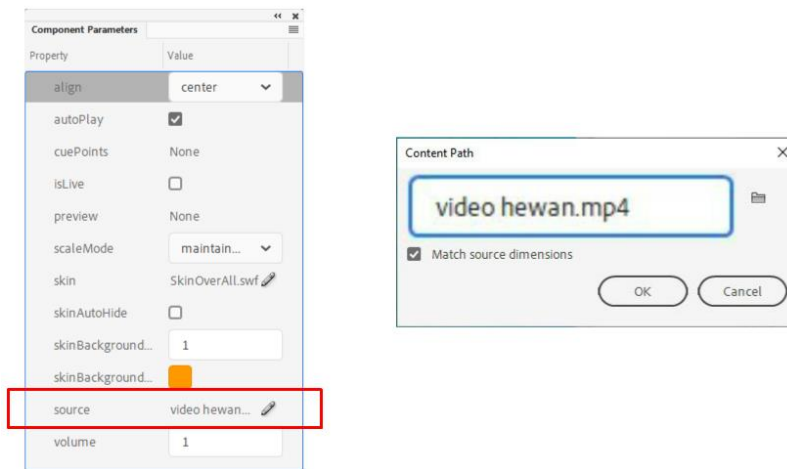 Component Parameters
Property Value
align center
autoPlay
cuePoints None
isLive
preview None
scaleMode maintain...
skin SkinOverAll.swf
skinAutoHide
skinBackground... 1
skinBackground...
source video hewan...
volume 1
Content Path
video hewan.mp4
Match source dimensions
OK Cancel